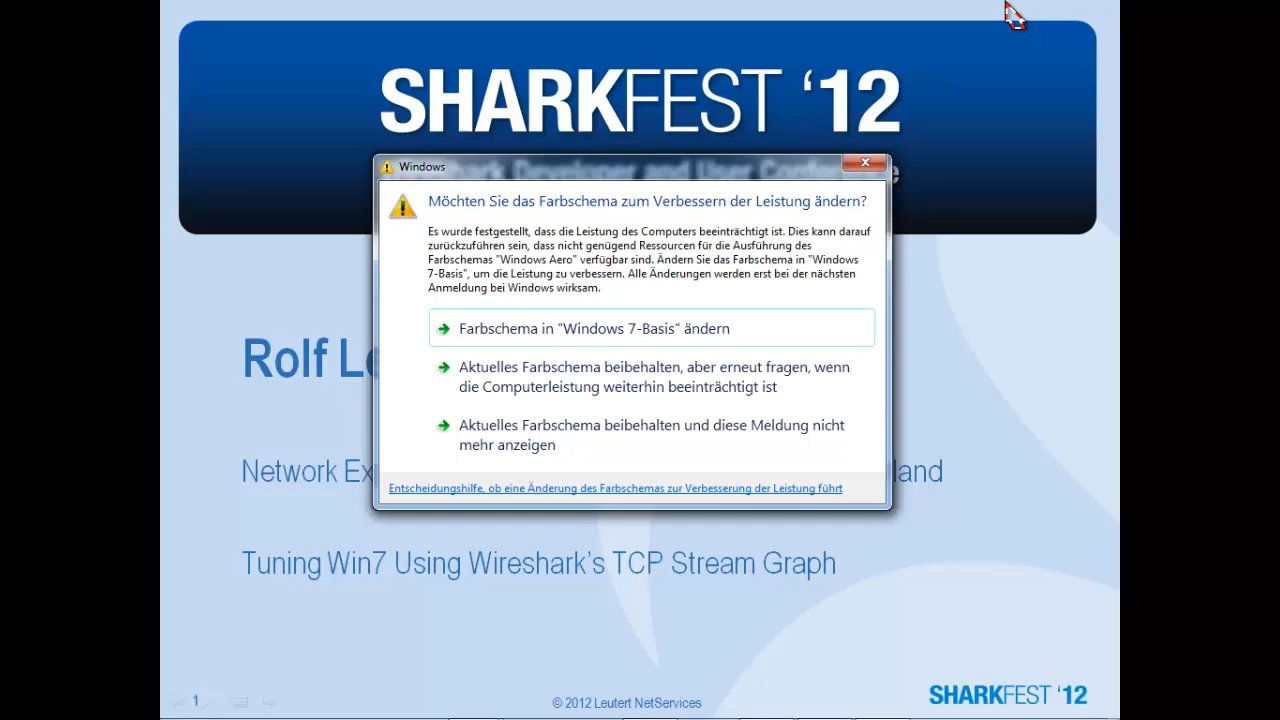 SHARKFEST '12
Developer and User
Windows
Möchten Sie das Farbschema zum Verbessern der Leistung ändern?
Es wurde festgestellt, dass die Leistung des Computers beeinträchtigt ist. Dies kann darauf
zurückzuführen sein, dass nicht genügend Ressourcen für die Ausführung des
Farbschemas "Windows Aero" verfügbar sind. Ändern Sie das Farbschema in "Windows
7-Basis", um die Leistung zu verbessern. Alle Änderungen werden erst bei der nächsten
Anmeldung bei Windows wirksam.
Farbschema in "Windows 7-Basis" ändern
Aktuelles Farbschema beibehalten, aber erneut fragen, wenn
die Computerleistung weiterhin beeinträchtigt ist
Aktuelles Farbschema beibehalten und diese Meldung nicht
mehr anzeigen
Entscheidungshilfe, ob eine Änderung des Farbschemas zur Verbesserung der Leistung führt
Rolf
Network
Tuning Win7 Using Wireshark's TCP Stream Graph
1
© 2012 Leutert NetServices
SHARKFEST '12